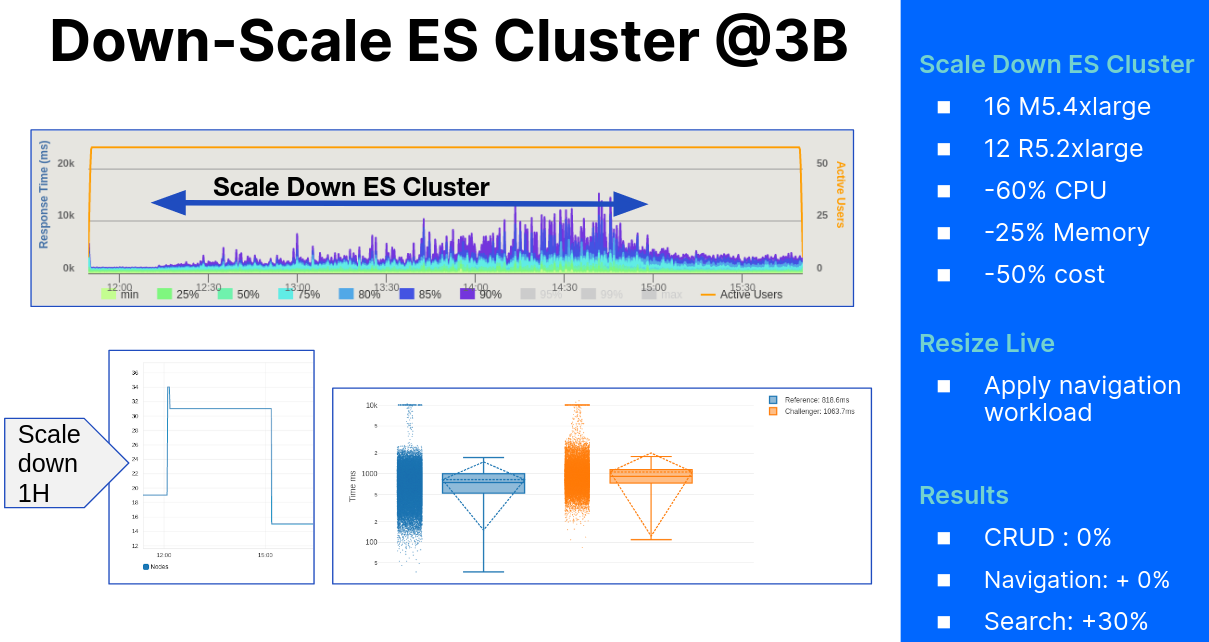 Down-Scale ES Cluster @3B
Response Time (ms)
20k
10k
0k
Scale Down ES Cluster
50
25
0
Active Users
12:00
12:30
13:00
13:30
14:00
14:30
15:00
15:30
min
25%
50%
75%
80%
85%
90%
95%
99%
max
Active Users
Scale
down
1H
36
34
32
30
28
26
24
22
20
18
16
14
12
12:00
15:00
Nodes
Time ms
10k
5
2
1000
5
2
100
5
Reference: 818.6ms
Challenger: 1063.7ms
Scale Down ES Cluster
16 M5.4xlarge
12 R5.2xlarge
-60% CPU
-25% Memory
-50% cost
Resize Live
Apply navigation
workload
Results
CRUD : 0%
Navigation: + 0%
Search: +30%